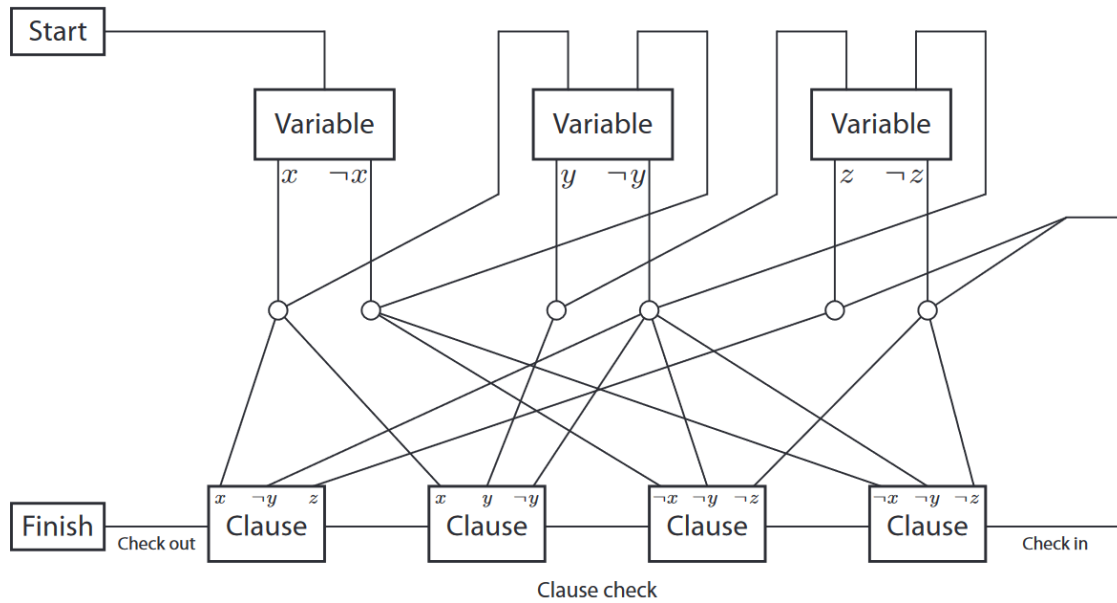 Start
Variable Variable Variable
x ¬x y ¬y z ¬z
x ¬y z x y ¬y ¬x ¬y ¬z ¬x ¬y ¬z
Finish Clause Clause Clause Clause
Check out Check in
Clause check